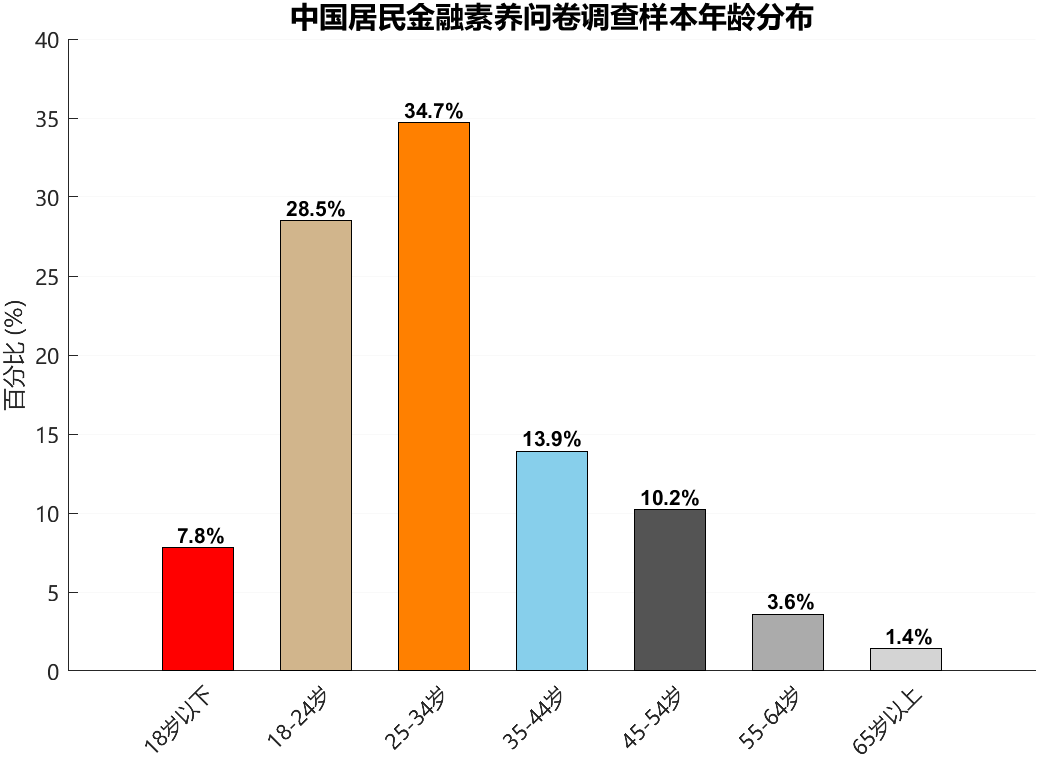 中国居民金融素养问卷调查样本年龄分布
百分比 (%)
40
35
30
25
20
15
10
5
0
7.8%
28.5%
34.7%
13.9%
10.2%
3.6%
1.4%
18岁以下
18-24岁
25-34岁
35-44岁
45-54岁
55-64岁
65岁以上